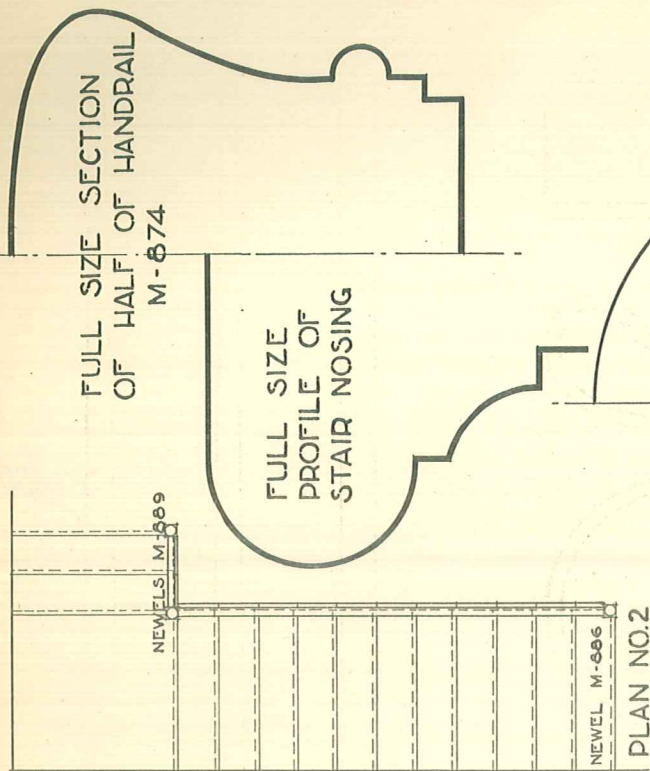 FULL SIZE SECTION
OF HALF OF HANDRAIL
M-874
FULL SIZE
PROFILE OF
STAIR NOSING
NEWELS M-889
NEWEL M-886
PLAN NO.2